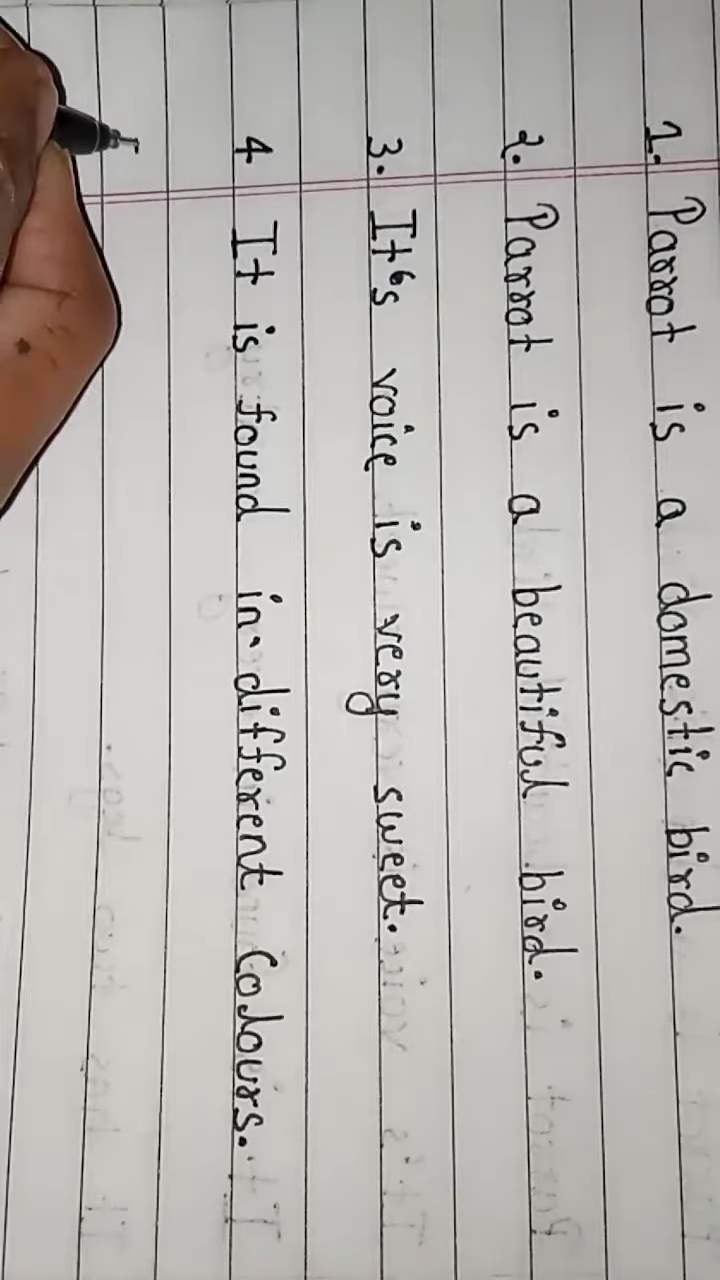 1. Parrot is a domestic bird.
2. Parrot is a beautiful bird.
3. It's voice is very sweet.
4 It is found in different Colours.